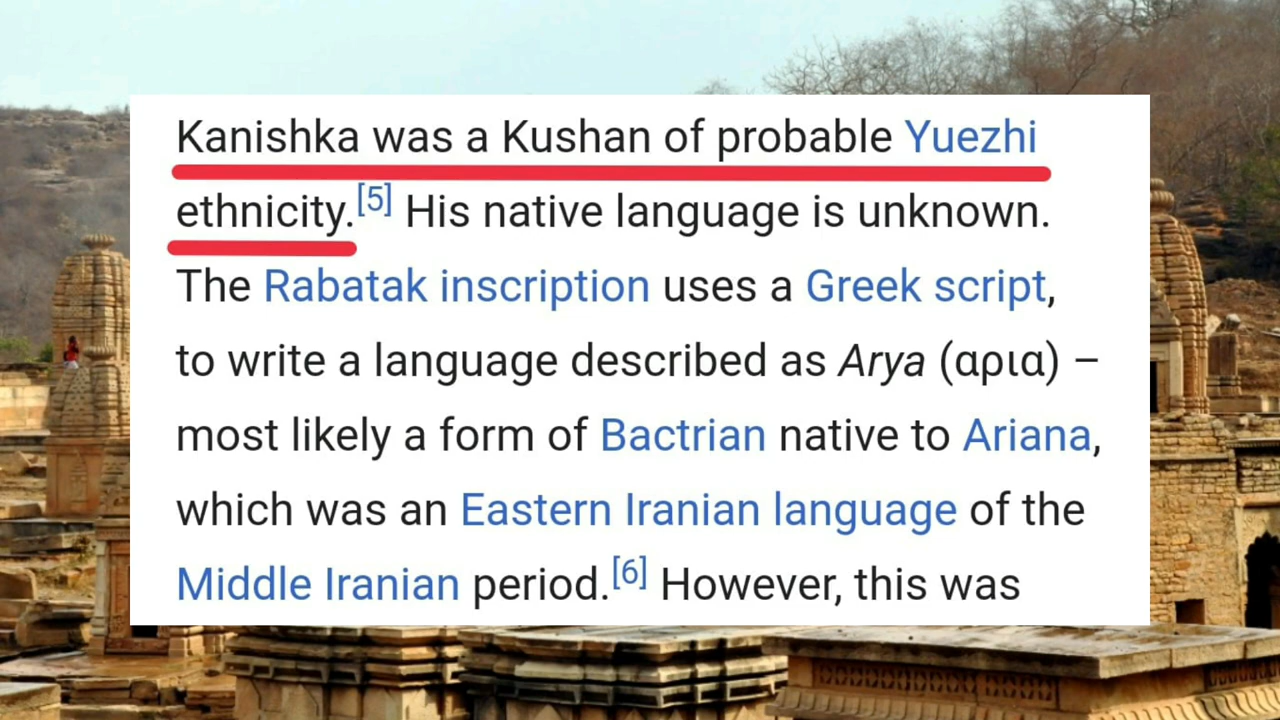 Kanishka was a Kushan of probable Yuezhi
ethnicity.[5] His native language is unknown.
The Rabatak inscription uses a Greek script,
to write a language described as Arya (αρια) –
most likely a form of Bactrian native to Ariana,
which was an Eastern Iranian language of the
Middle Iranian period.[6] However, this was